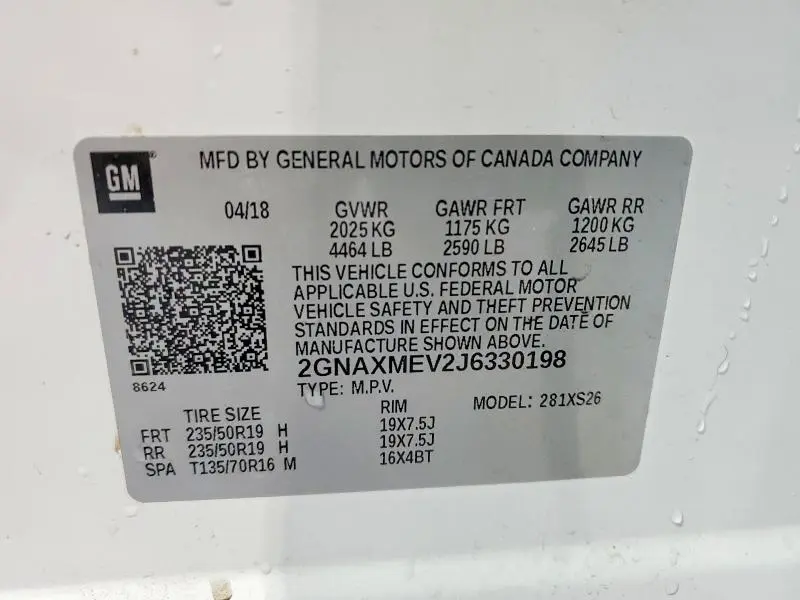 GM
MFD BY GENERAL MOTORS OF CANADA COMPANY
04/18 GVWR GAWR FRT GAWR RR
2025 KG 1175 KG 1200 KG
4464 LB 2590 LB 2645 LB
THIS VEHICLE CONFORMS TO ALL
APPLICABLE U.S. FEDERAL MOTOR
VEHICLE SAFETY AND THEFT PREVENTION
STANDARDS IN EFFECT ON THE DATE OF
MANUFACTURE SHOWN ABOVE.
2GNAXMEV2J6330198
8624
TYPE: M.P.V. MODEL: 281XS26
TIRE SIZE RIM
FRT 235/50R19 H 19X7.5J
RR 235/50R19 H 19X7.5J
SPA T135/70R16 M 16X4BT